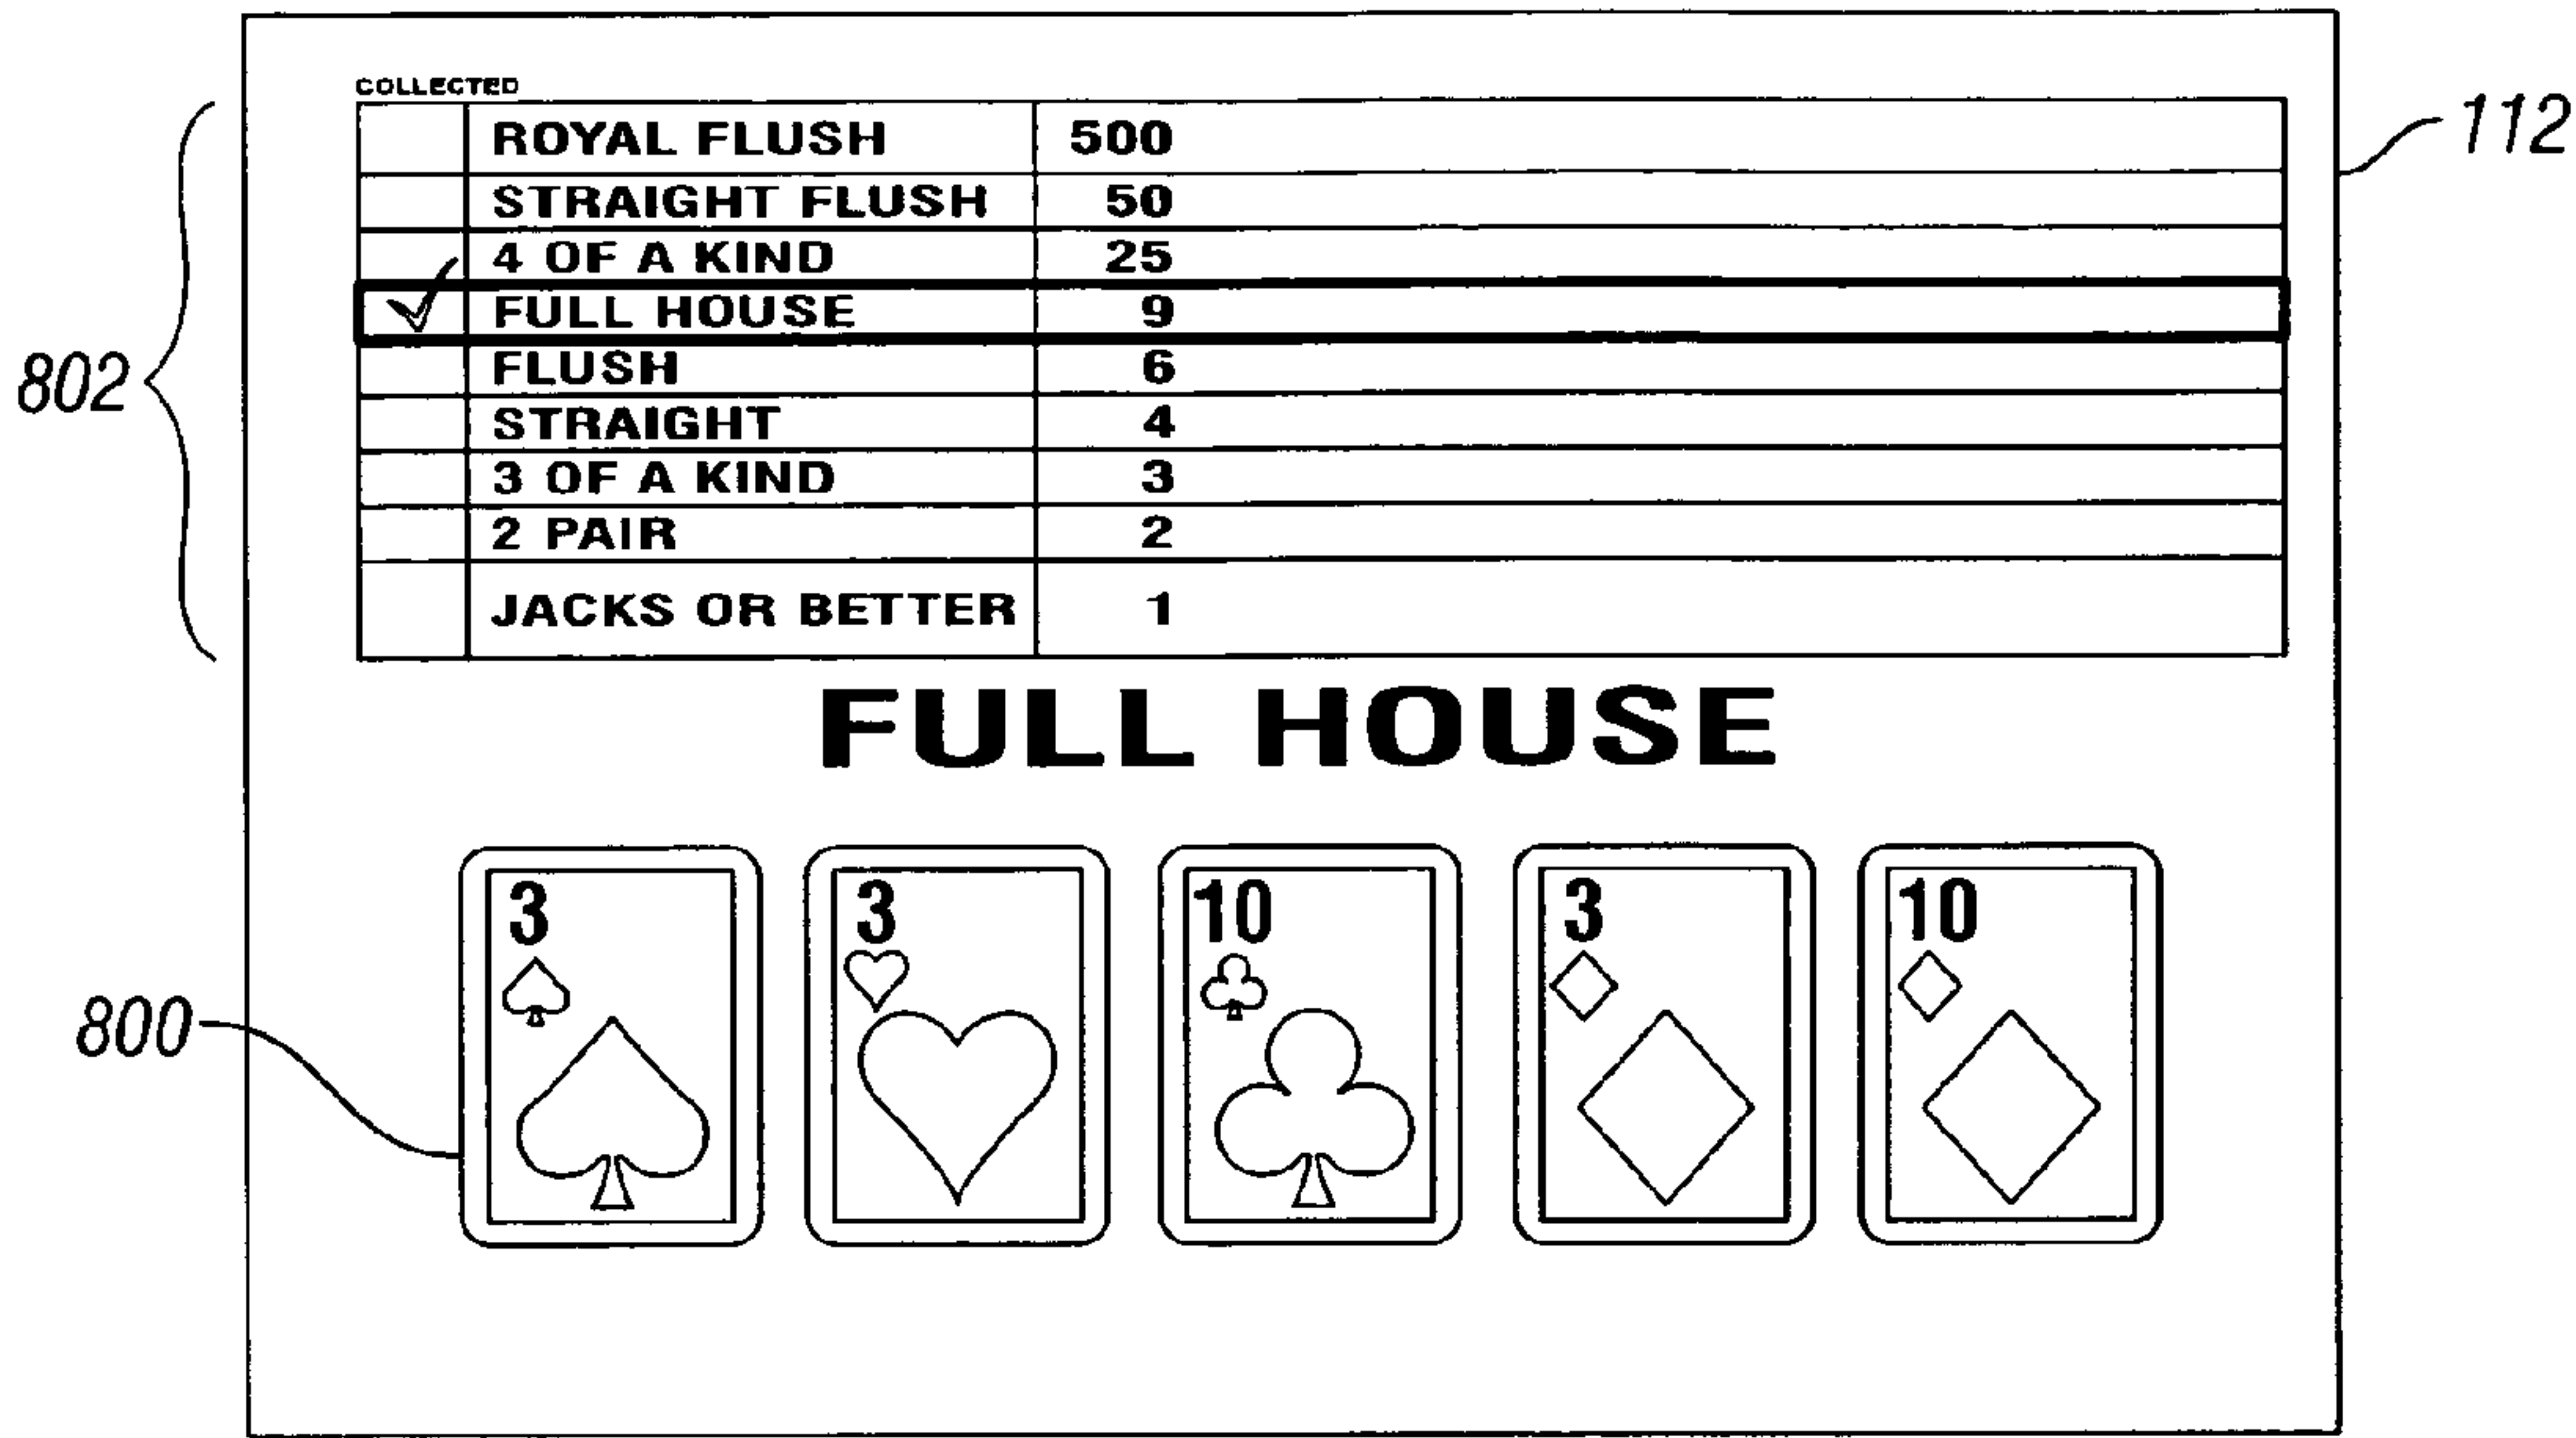 COLLECTED
ROYAL FLUSH 500
112
STRAIGHT FLUSH 50
4 OF A KIND 25
FULL HOUSE 9
802
FLUSH 6
STRAIGHT 4
3 OF A KIND 3
2 PAIR 2
JACKS OR BETTER 1
FULL HOUSE
3 3 10 3 10
800